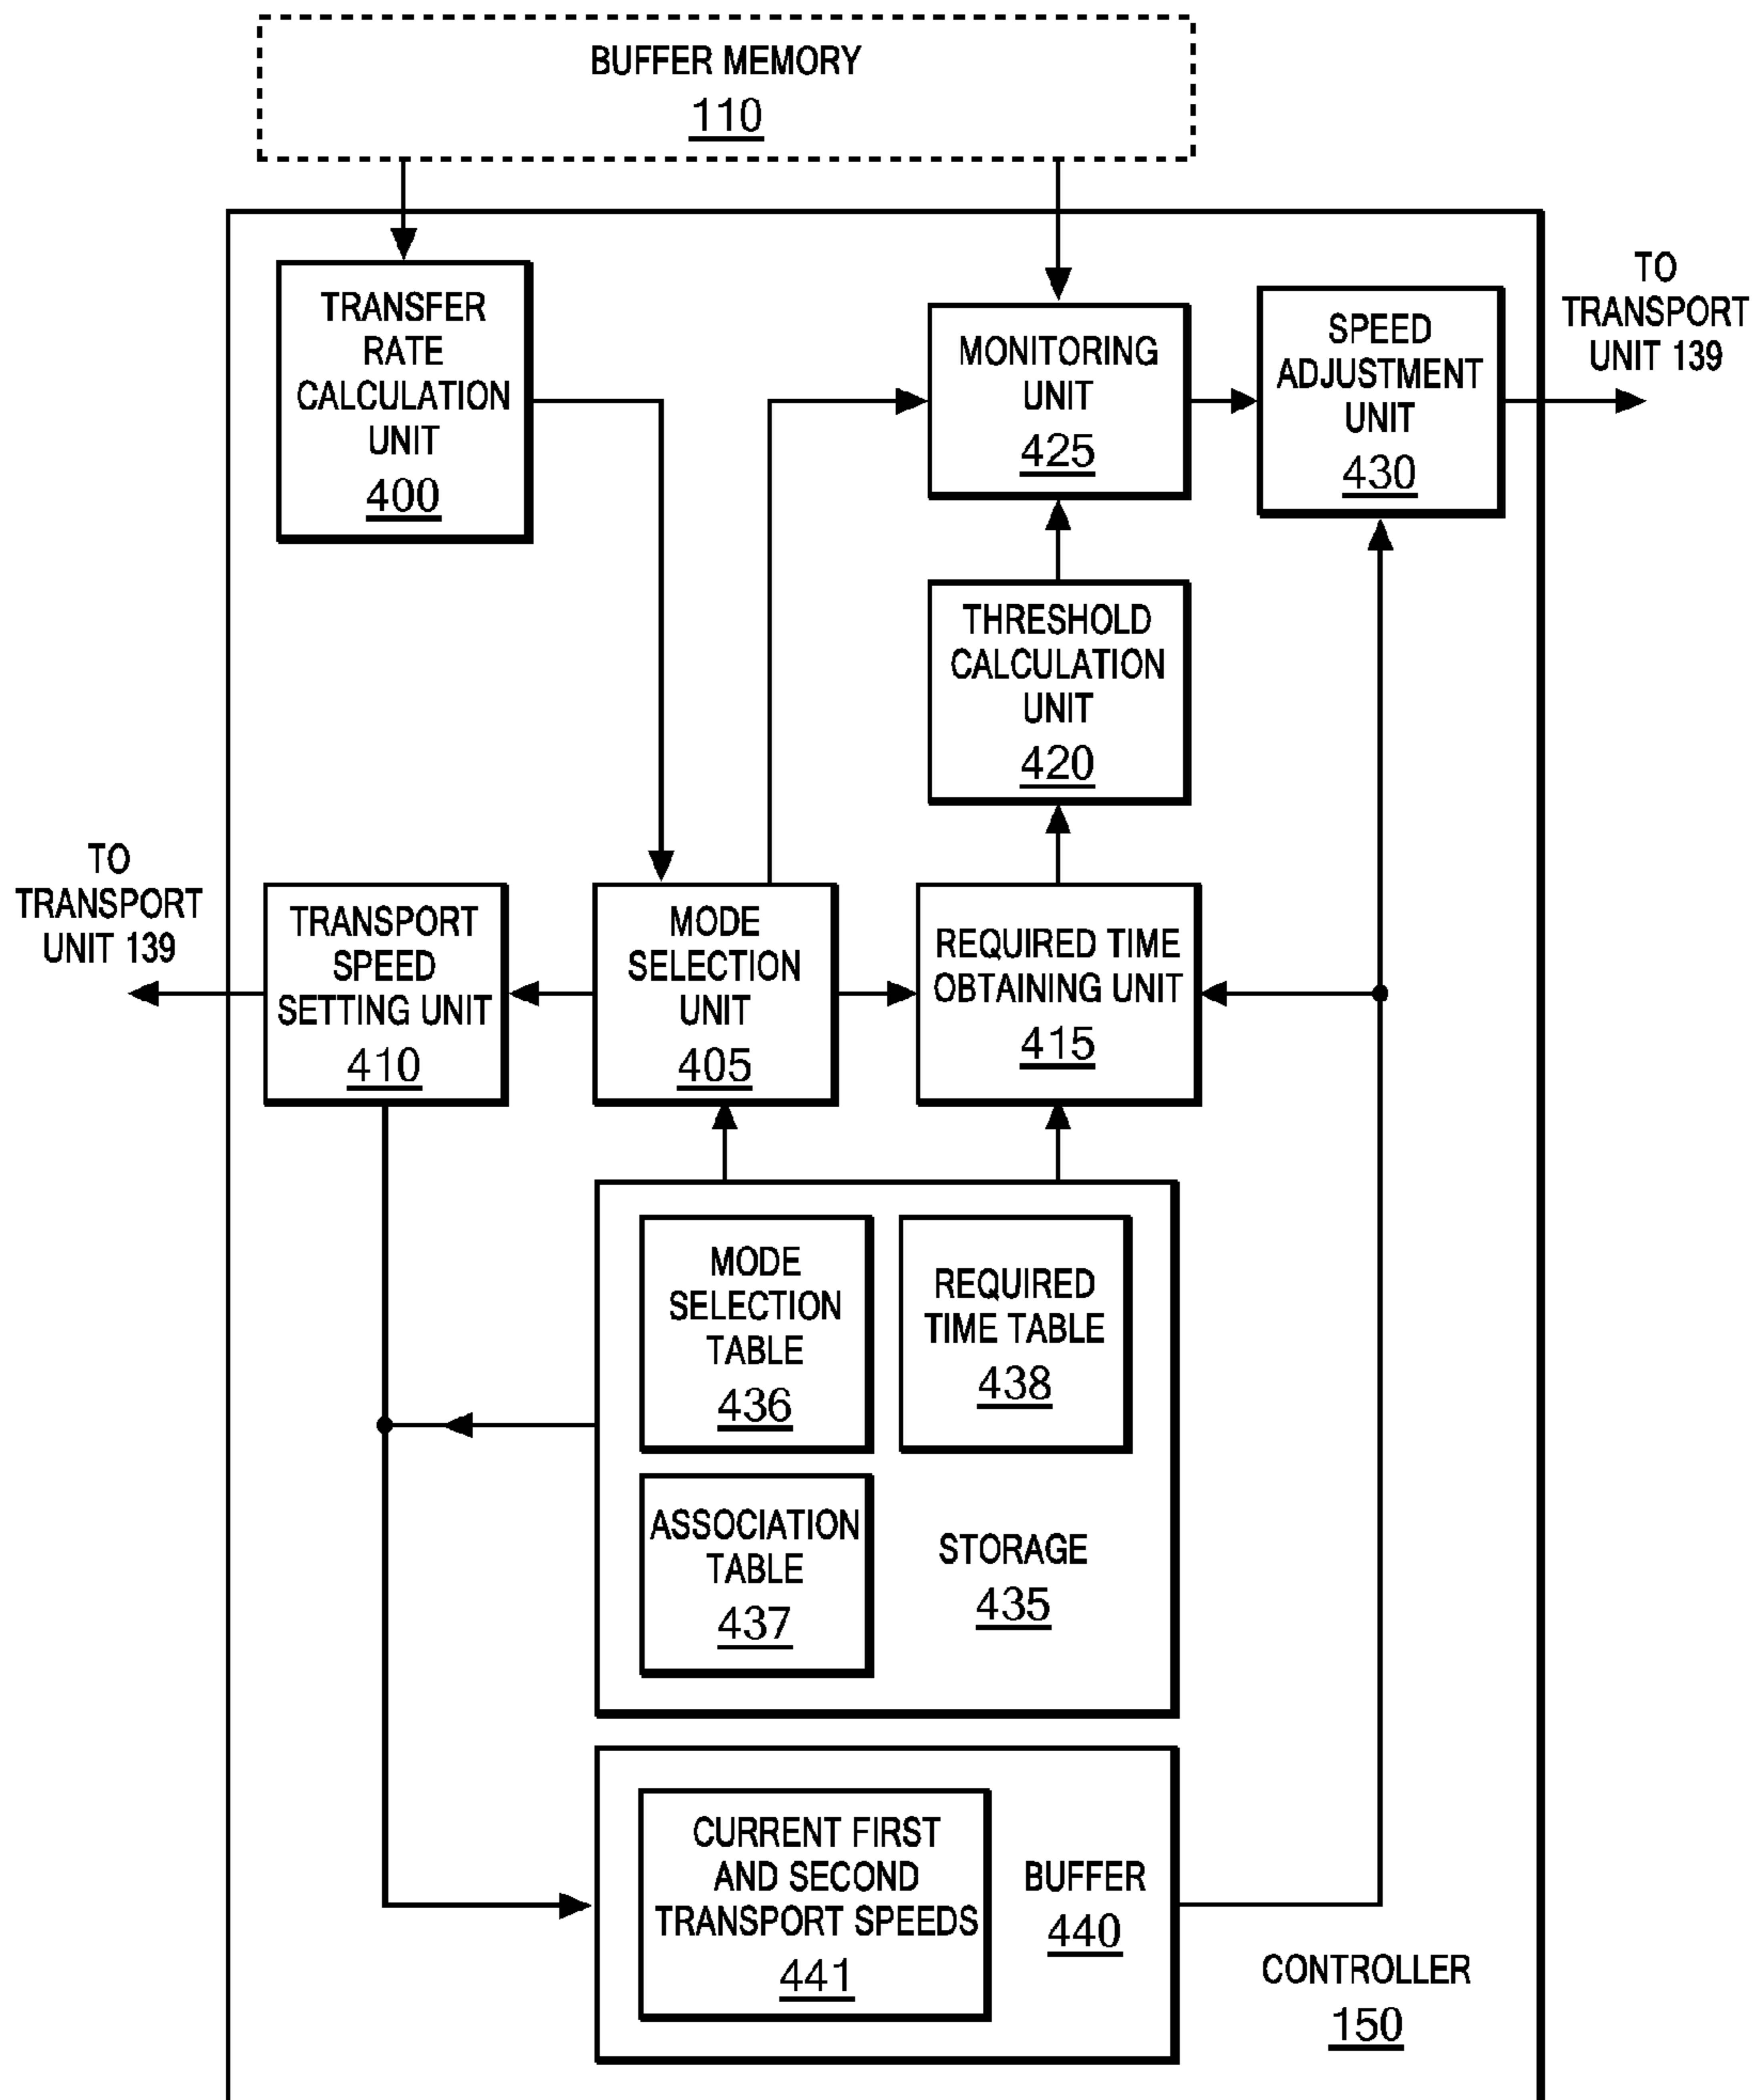 BUFFER MEMORY
110
TRANSFER
RATE
CALCULATION
UNIT
400
MONITORING
UNIT
425
SPEED
ADJUSTMENT
UNIT
430
TO
TRANSPORT
UNIT 139
THRESHOLD
CALCULATION
UNIT
420
TO
TRANSPORT
UNIT 139
TRANSPORT
SPEED
SETTING UNIT
410
MODE
SELECTION
UNIT
405
REQUIRED TIME
OBTAINING UNIT
415
MODE
SELECTION
TABLE
436
REQUIRED
TIME TABLE
438
ASSOCIATION
TABLE
437
STORAGE
435
CURRENT FIRST
AND SECOND
TRANSPORT SPEEDS
441
BUFFER
440
CONTROLLER
150